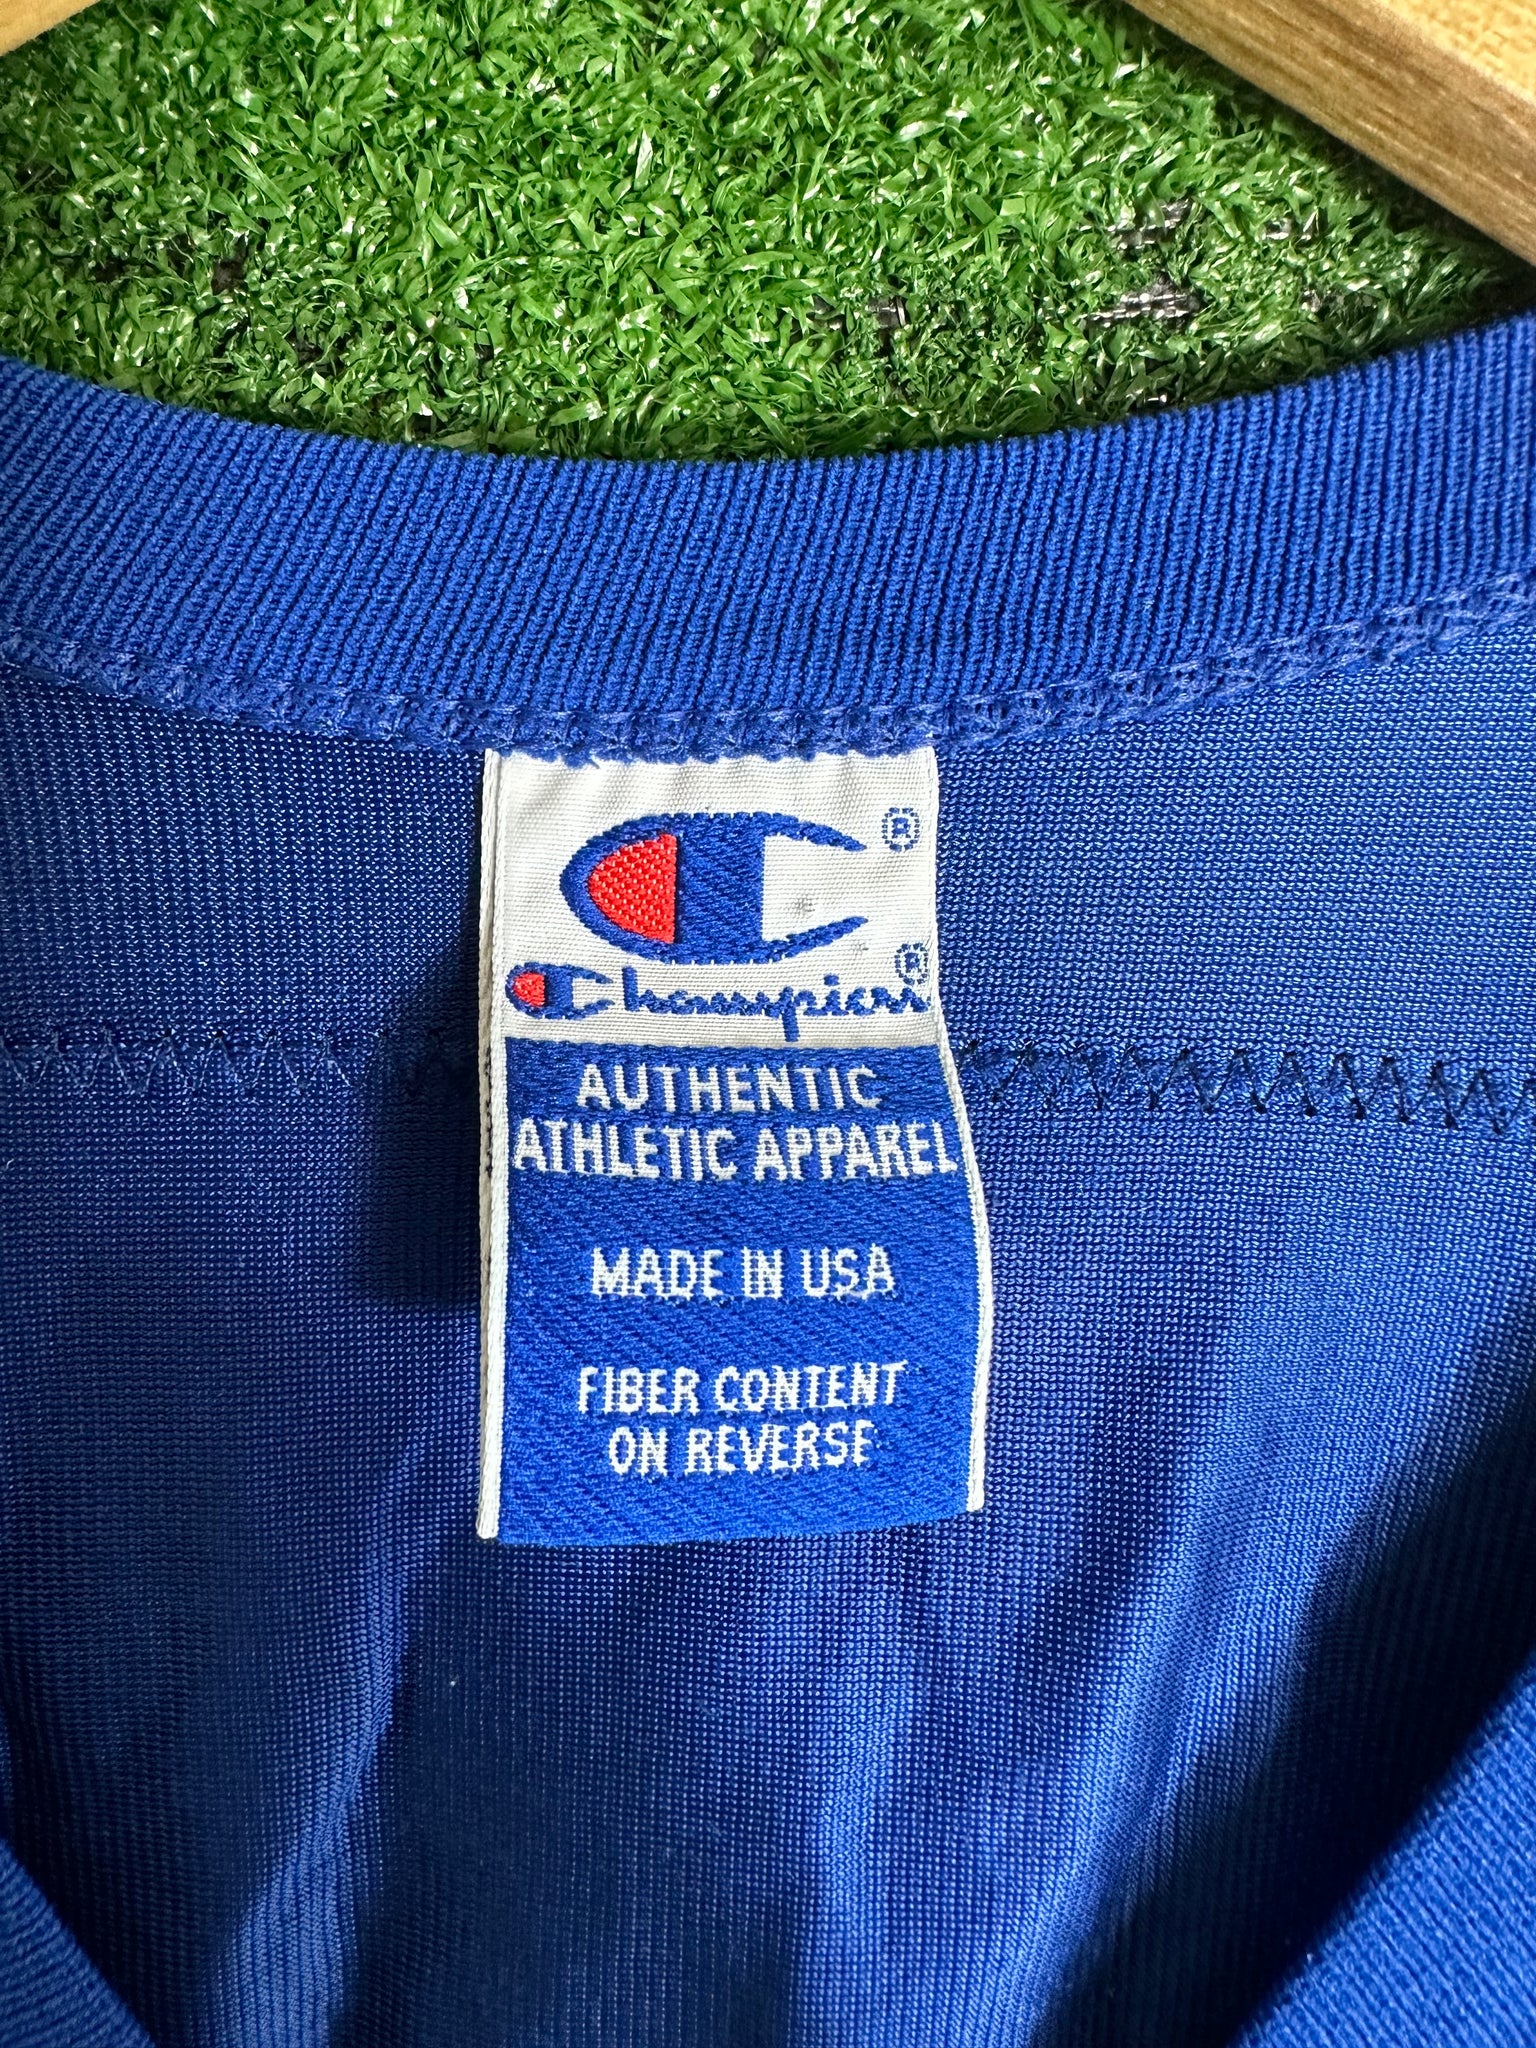 ®
Champion®
AUTHENTIC
ATHLETIC APPAREL
MADE IN USA
FIBER CONTENT
ON REVERSE